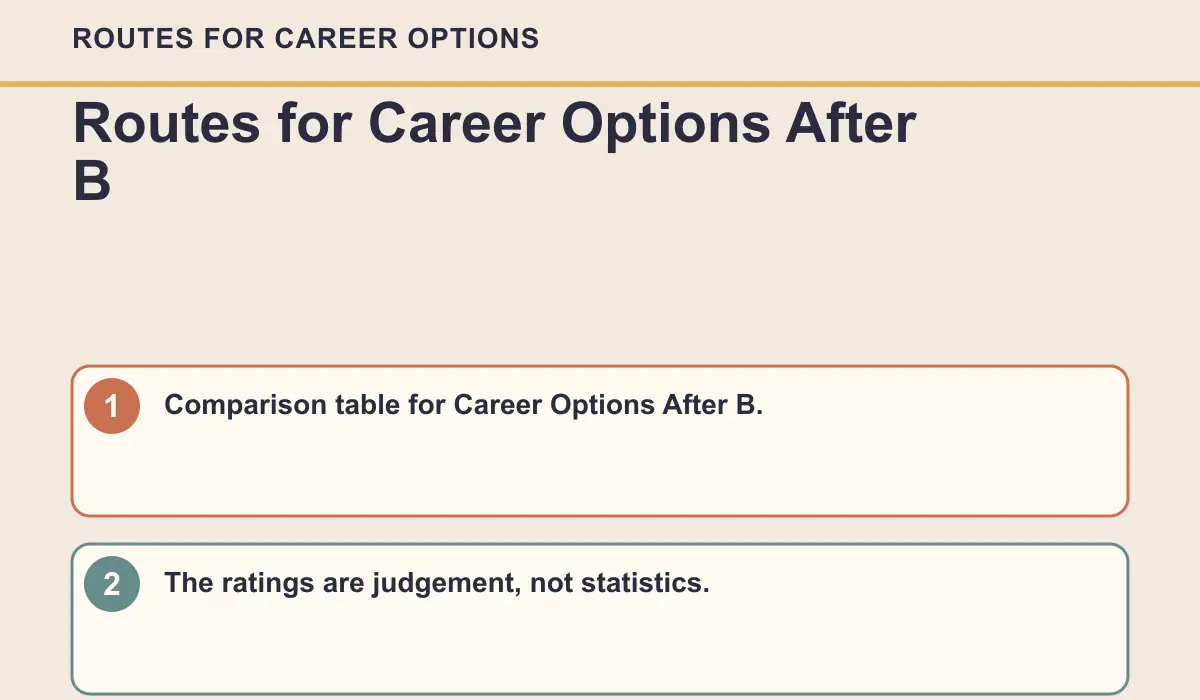 ROUTES FOR CAREER OPTIONS
Routes for Career Options After
B
1
Comparison table for Career Options After B.
2
The ratings are judgement, not statistics.